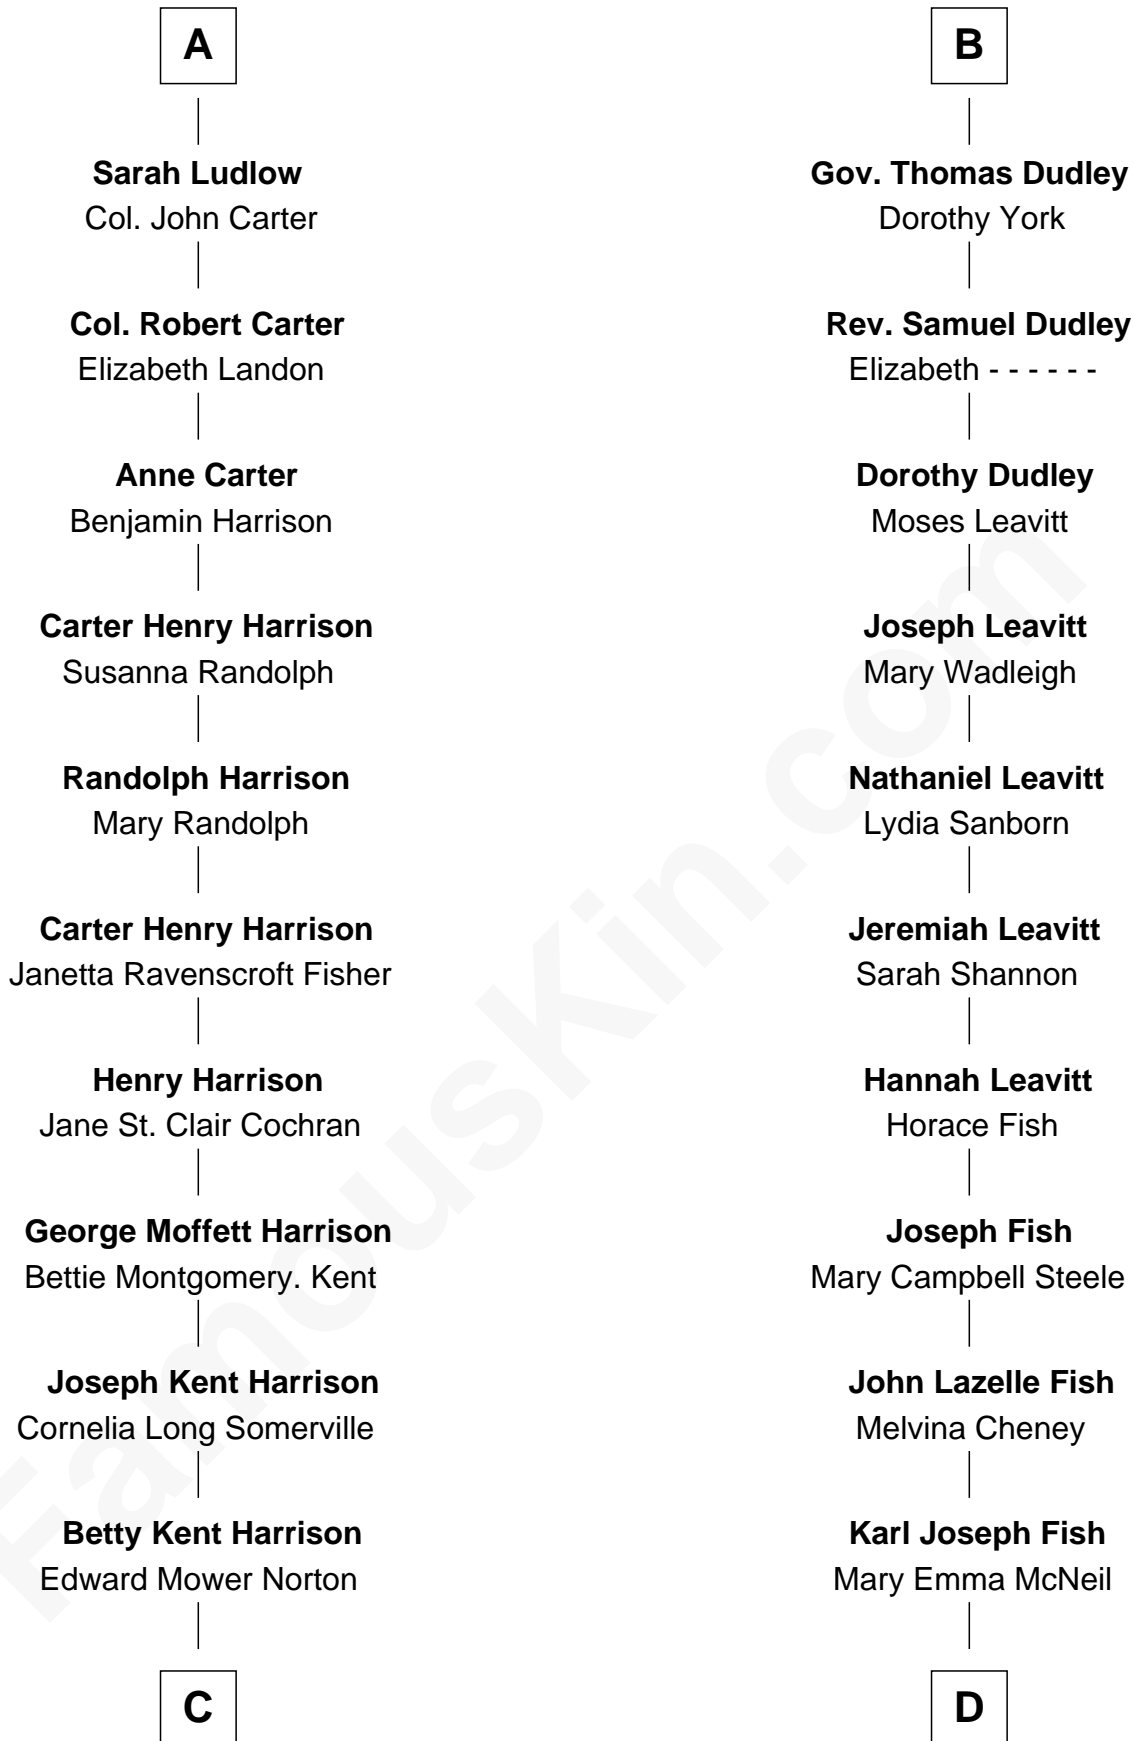 A
Sarah Ludlow
Col. John Carter
Col. Robert Carter
Elizabeth Landon
Anne Carter
Benjamin Harrison
Carter Henry Harrison
Susanna Randolph
Randolph Harrison
Mary Randolph
Carter Henry Harrison
Janetta Ravenscroft Fisher
Henry Harrison
Jane St. Clair Cochran
George Moffett Harrison
Bettie Montgomery. Kent
Joseph Kent Harrison
Cornelia Long Somerville
Betty Kent Harrison
Edward Mower Norton
C
B
Gov. Thomas Dudley
Dorothy York
Rev. Samuel Dudley
Elizabeth - - - - - -
Dorothy Dudley
Moses Leavitt
Joseph Leavitt
Mary Wadleigh
Nathaniel Leavitt
Lydia Sanborn
Jeremiah Leavitt
Sarah Shannon
Hannah Leavitt
Horace Fish
Joseph Fish
Mary Campbell Steele
John Lazelle Fish
Melvina Cheney
Karl Joseph Fish
Mary Emma McNeil
D
FamousKin.com